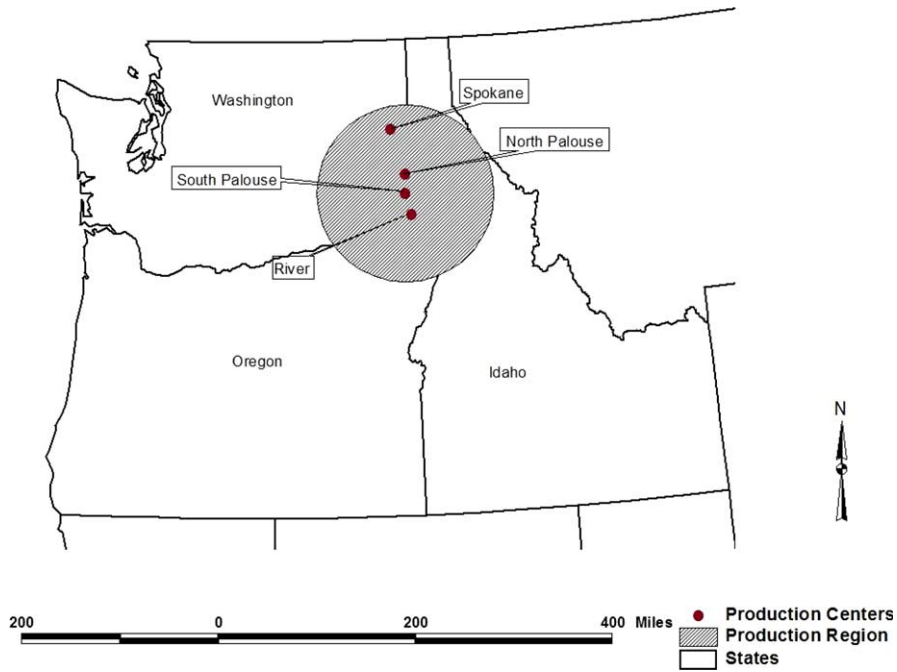 Washington
Spokane
North Palouse
South Palouse
River
Oregon
Idaho
N
200 0 200 400 Miles
Production Centers
Production Region
States